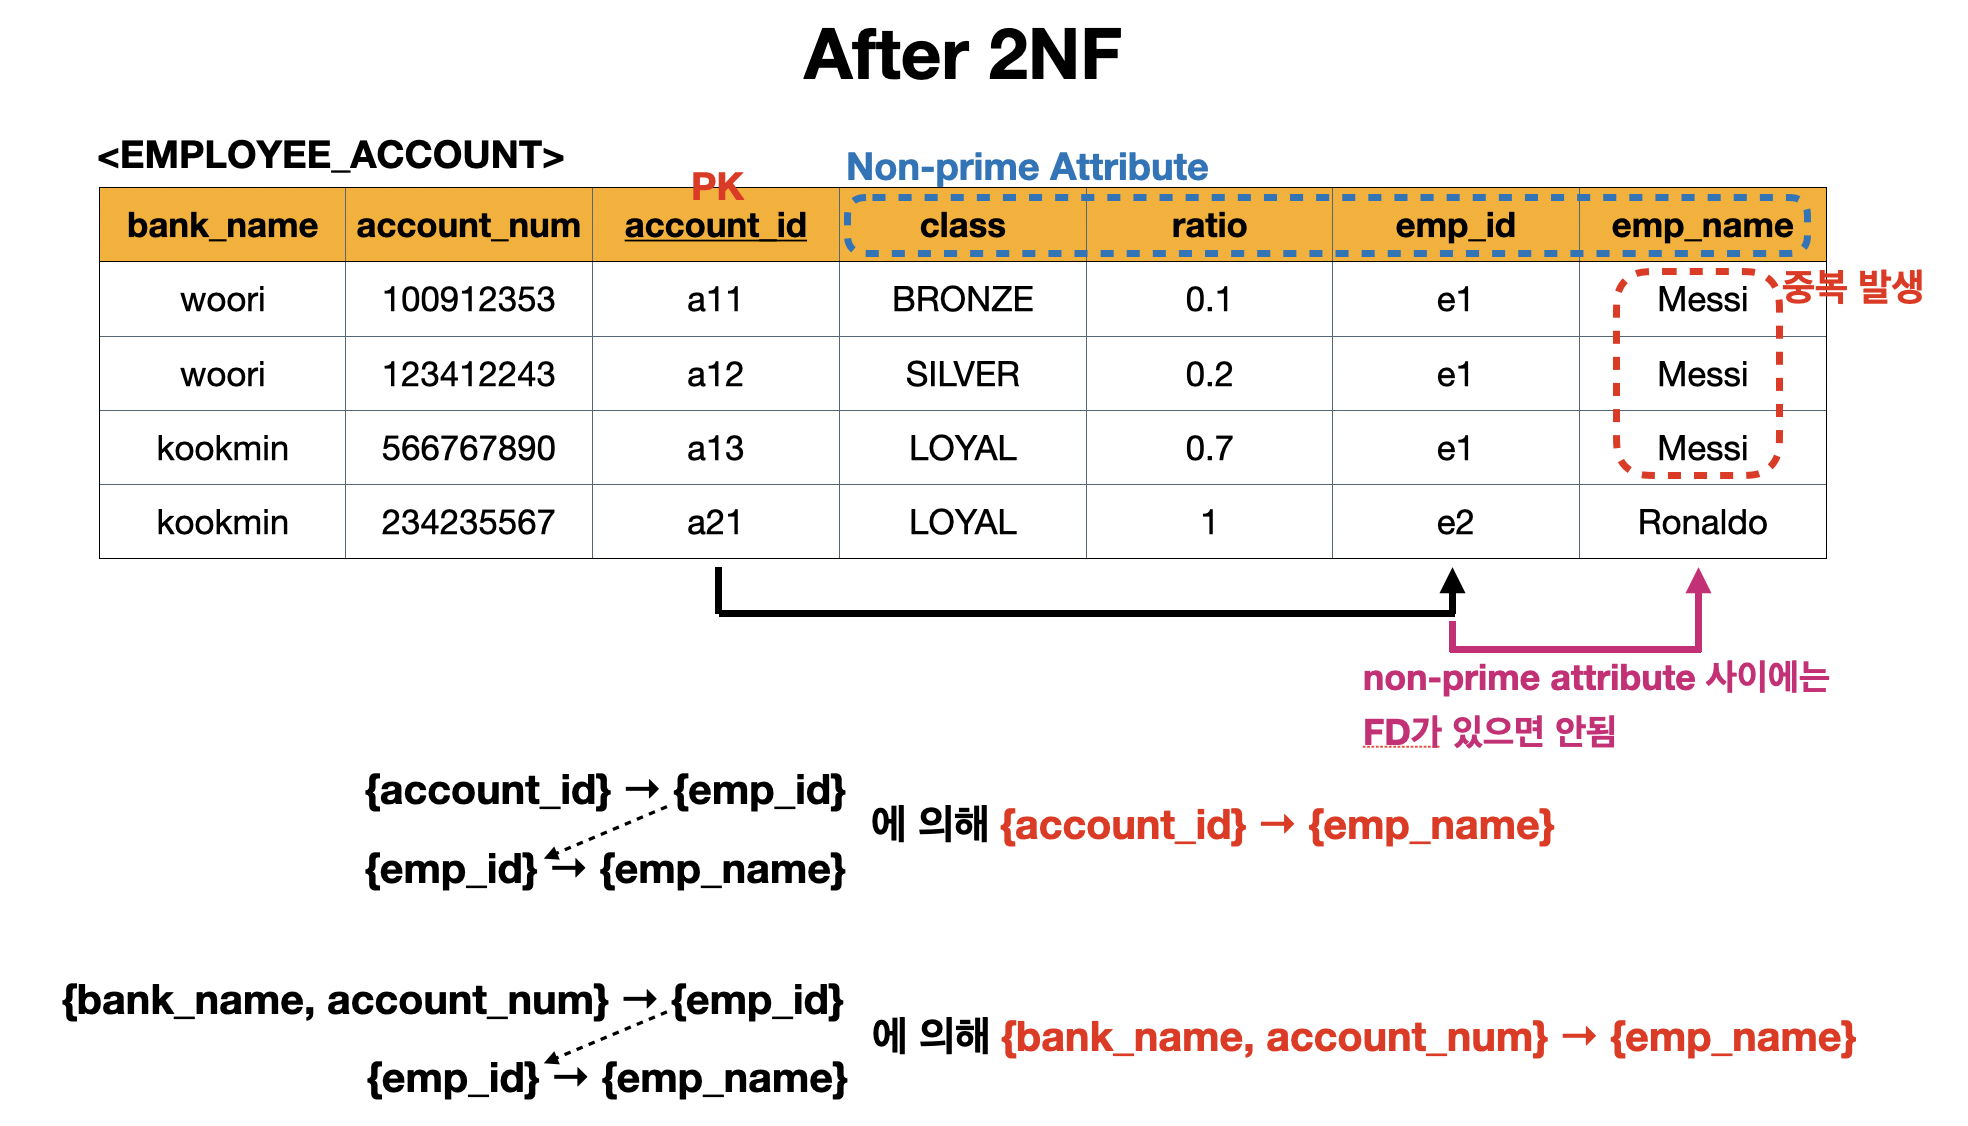 After 2NF
<EMPLOYEE_ACCOUNT>
Non-prime Attribute
PK
bank_name account_num account_id class ratio emp_id emp_name
woori 100912353 a11 BRONZE 0.1 e1 Messi 중복 발생
woori 123412243 a12 SILVER 0.2 e1 Messi
kookmin 566767890 a13 LOYAL 0.7 e1 Messi
kookmin 234235567 a21 LOYAL 1 e2 Ronaldo
non-prime attribute 사이에는
FD가 있으면 안됨
{account_id} → {emp_id}
에 의해 {account_id} → {emp_name}
{emp_id} → {emp_name}
{bank_name, account_num} → {emp_id}
에 의해 {bank_name, account_num} → {emp_name}
{emp_id} → {emp_name}